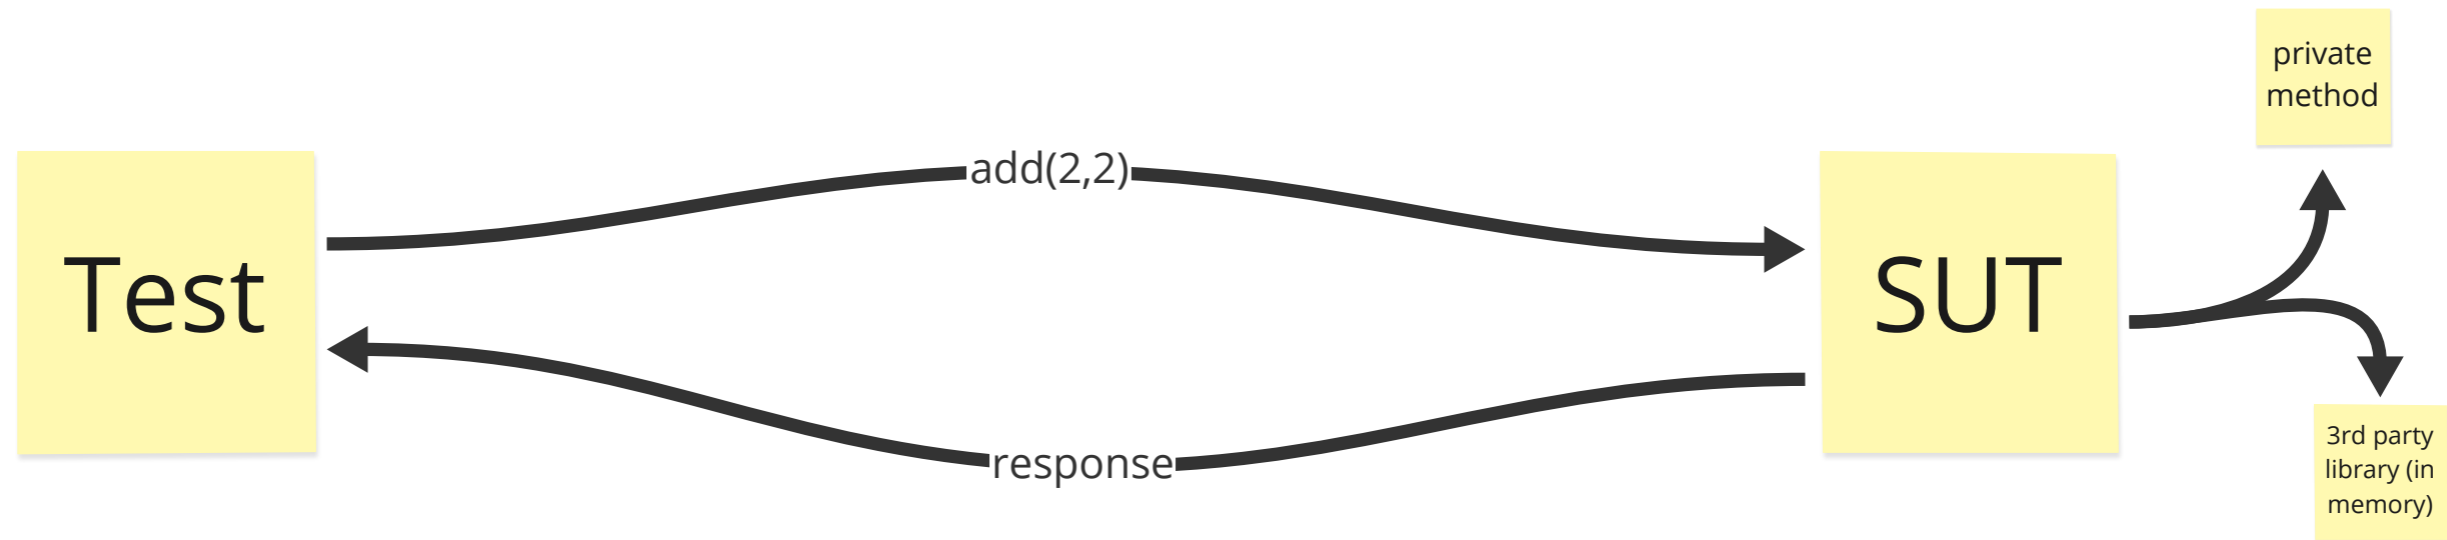 private
method
add(2,2)
Test
SUT
response
3rd party
library (in
memory)